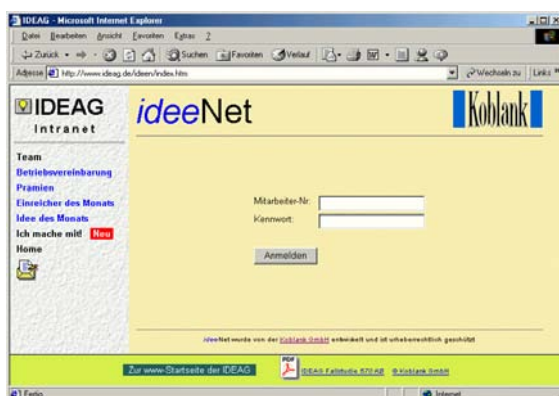 IDEAG - Microsoft Internet Explorer
Datei Bearbeiten Ansicht Favoriten Extras ?
Zurück Suchen Favoriten Verlauf
Adresse http://www.ideag.de/ideen/index.htm Wechseln zu Links
IDEAG
Intranet
ideeNet
Koblank
Team
Betriebsvereinbarung
Prämien
Einreicher des Monats
Idee des Monats
Ich mache mit! Neu
Home
Mitarbeiter-Nr:
Kennwort:
Anmelden
ideeNet wurde von der Koblank GmbH entwickelt und ist urheberrechtlich geschützt
Zur www-Startseite der IDEAG
PDF
IDEAG Fallstudie 670 KB
© Koblank GmbH
Fertig
Internet